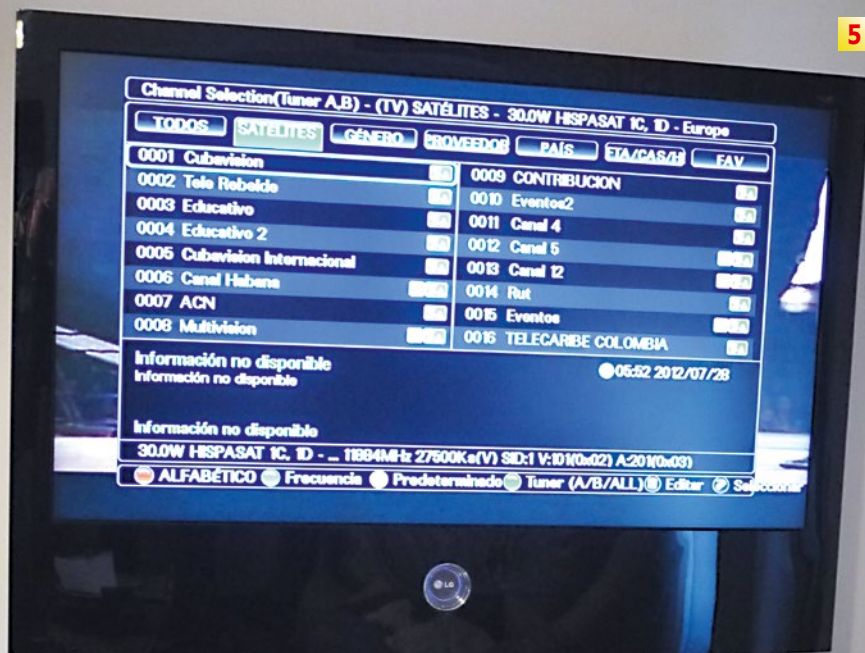 5
Channel Selection(Tuner A,B) - (TV) SATÉLITES - 30.0W HISPASAT 1C, 1D - Europe
TODOS SATÉLITES GÉNERO PROVEEDOR PAÍS ETA/CAS/H FAV
0001 Cubavision
0002 Tele Rebelde
0003 Educativo
0004 Educativo 2
0005 Cubavision Internacional
0006 Canal Habana
0007 ACN
0008 Multivision
0009 CONTRIBUCION
0010 Eventos2
0011 Canal 4
0012 Canal 5
0013 Canal 12
0014 Rut
0015 Eventos
0016 TELECARIBE COLOMBIA
Información no disponible
05:52 2012/07/28
Información no disponible
Información no disponible
30.0W HISPASAT 1C, 1D - ... 11884MHz 27500Ks(V) SID:1 V:101(0x02) A:201(0x03)
ALFABÉTICO Frecuencia Predeterminado Tuner (A/B/ALL) Editar Seleccionar
LG